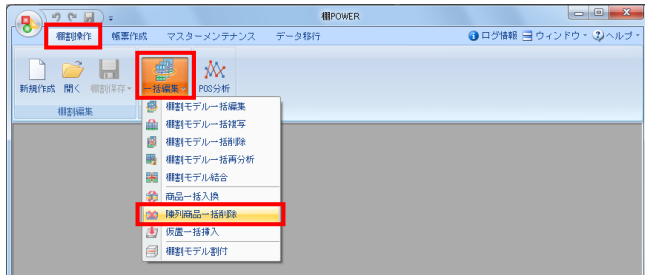 棚POWER
棚割操作 帳票作成 マスターメンテナンス データ移行 ログ情報 ウィンドウ ヘルプ
新規作成 開く 棚割保存 一括編集 POS分析
棚割編集
棚割モデル一括編集
棚割モデル一括複写
棚割モデル一括削除
棚割モデル一括再分析
棚割モデル結合
商品一括入換
陳列商品一括削除
仮置一括挿入
棚割モデル割付